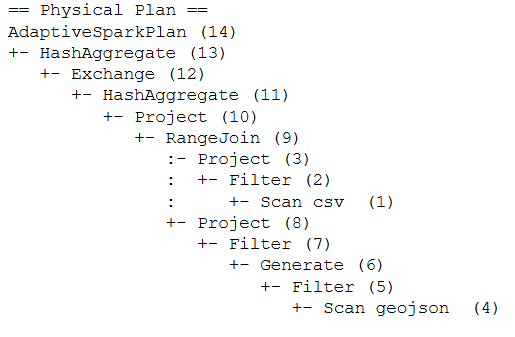 == Physical Plan ==
AdaptiveSparkPlan (14)
+- HashAggregate (13)
   +- Exchange (12)
      +- HashAggregate (11)
         +- Project (10)
            +- RangeJoin (9)
               :- Project (3)
               :  +- Filter (2)
               :     +- Scan csv  (1)
               +- Project (8)
                  +- Filter (7)
                     +- Generate (6)
                        +- Filter (5)
                           +- Scan geojson  (4)